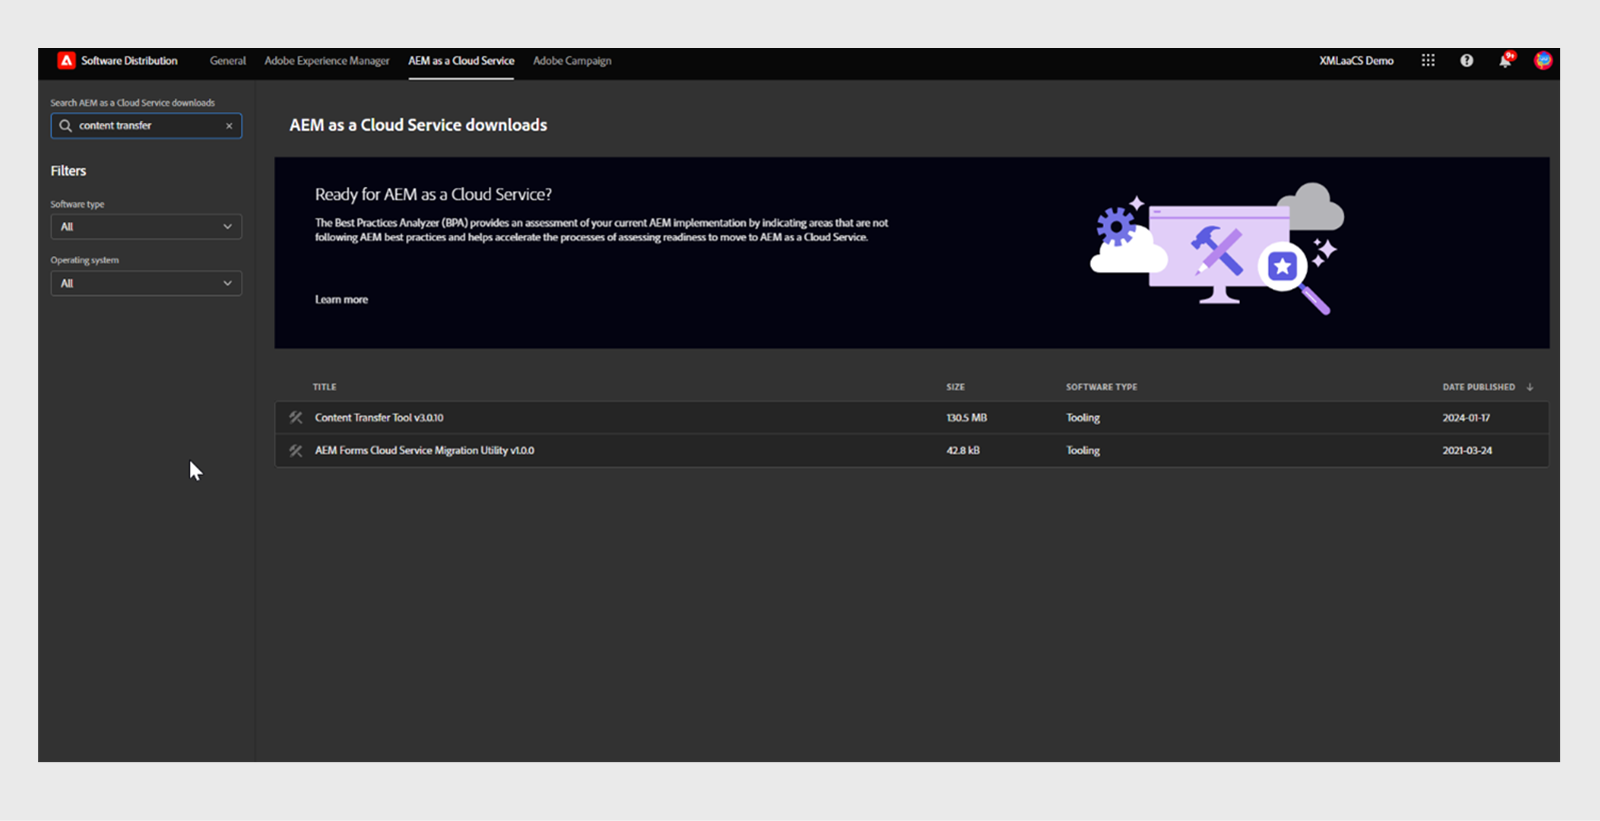 Software Distribution General Adobe Experience Manager AEM as a Cloud Service Adobe Campaign XMLaaCS Demo 9+
Search AEM as a Cloud Service downloads
content transfer
Filters
Software type
All
Operating system
All
AEM as a Cloud Service downloads
Ready for AEM as a Cloud Service?
The Best Practices Analyzer (BPA) provides an assessment of your current AEM implementation by indicating areas that are not
following AEM best practices and helps accelerate the processes of assessing readiness to move to AEM as a Cloud Service.
Learn more
TITLE SIZE SOFTWARE TYPE DATE PUBLISHED
Content Transfer Tool v3.0.10 130.5 MB Tooling 2024-01-17
AEM Forms Cloud Service Migration Utility v1.0.0 42.8 kB Tooling 2021-03-24